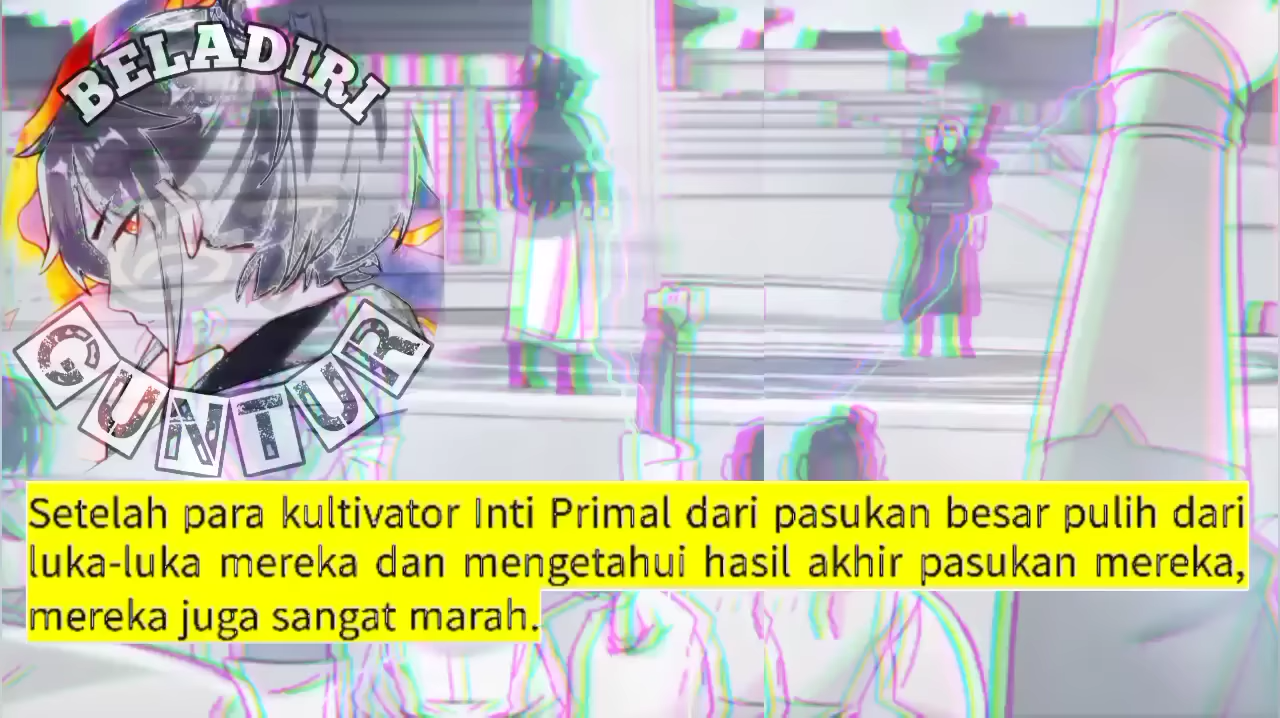 BELADIRI
GUNTUR
Setelah para kultivator Inti Primal dari pasukan besar pulih dari
luka-luka mereka dan mengetahui hasil akhir pasukan mereka,
mereka juga sangat marah.